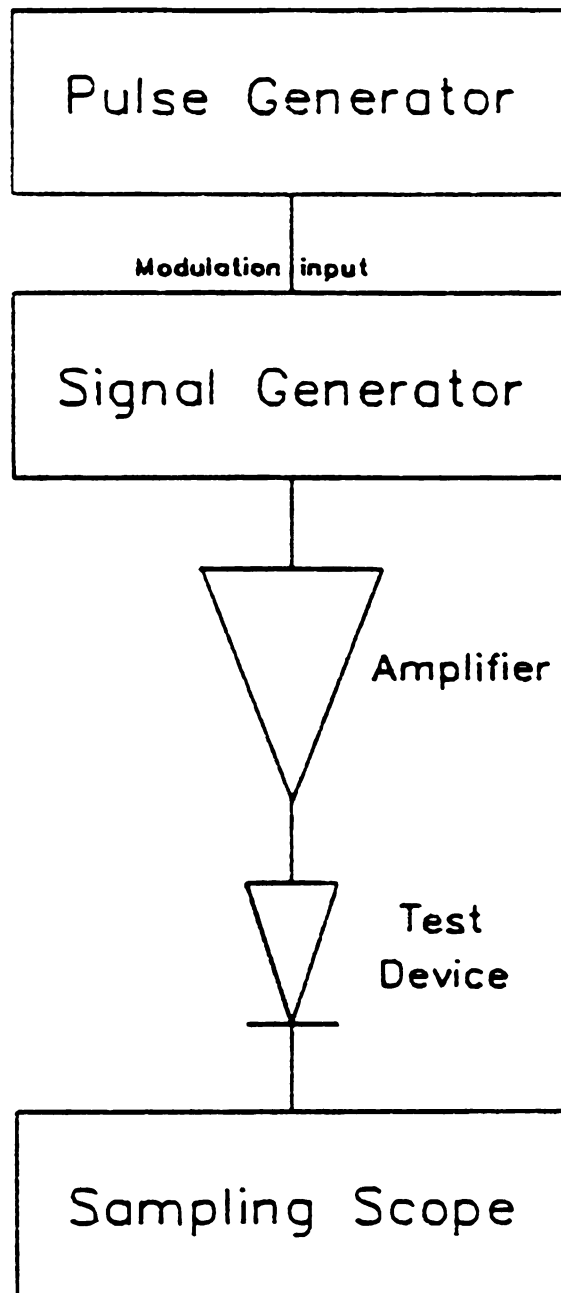 Pulse Generator
Modulation input
Signal Generator
Amplifier
Test
Device
Sampling Scope